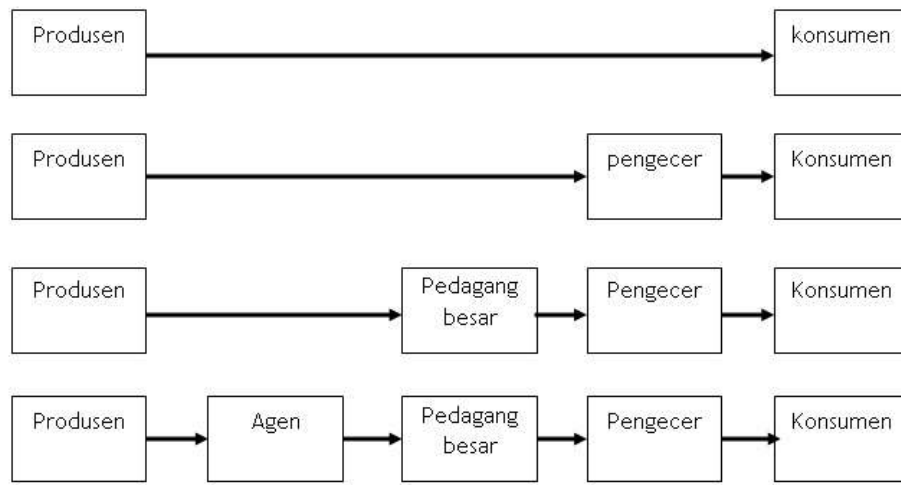 Produsen
konsumen
Produsen
pengecer
Konsumen
Produsen
Pedagang
besar
Pengecer
Konsumen
Produsen
Agen
Pedagang
besar
Pengecer
Konsumen